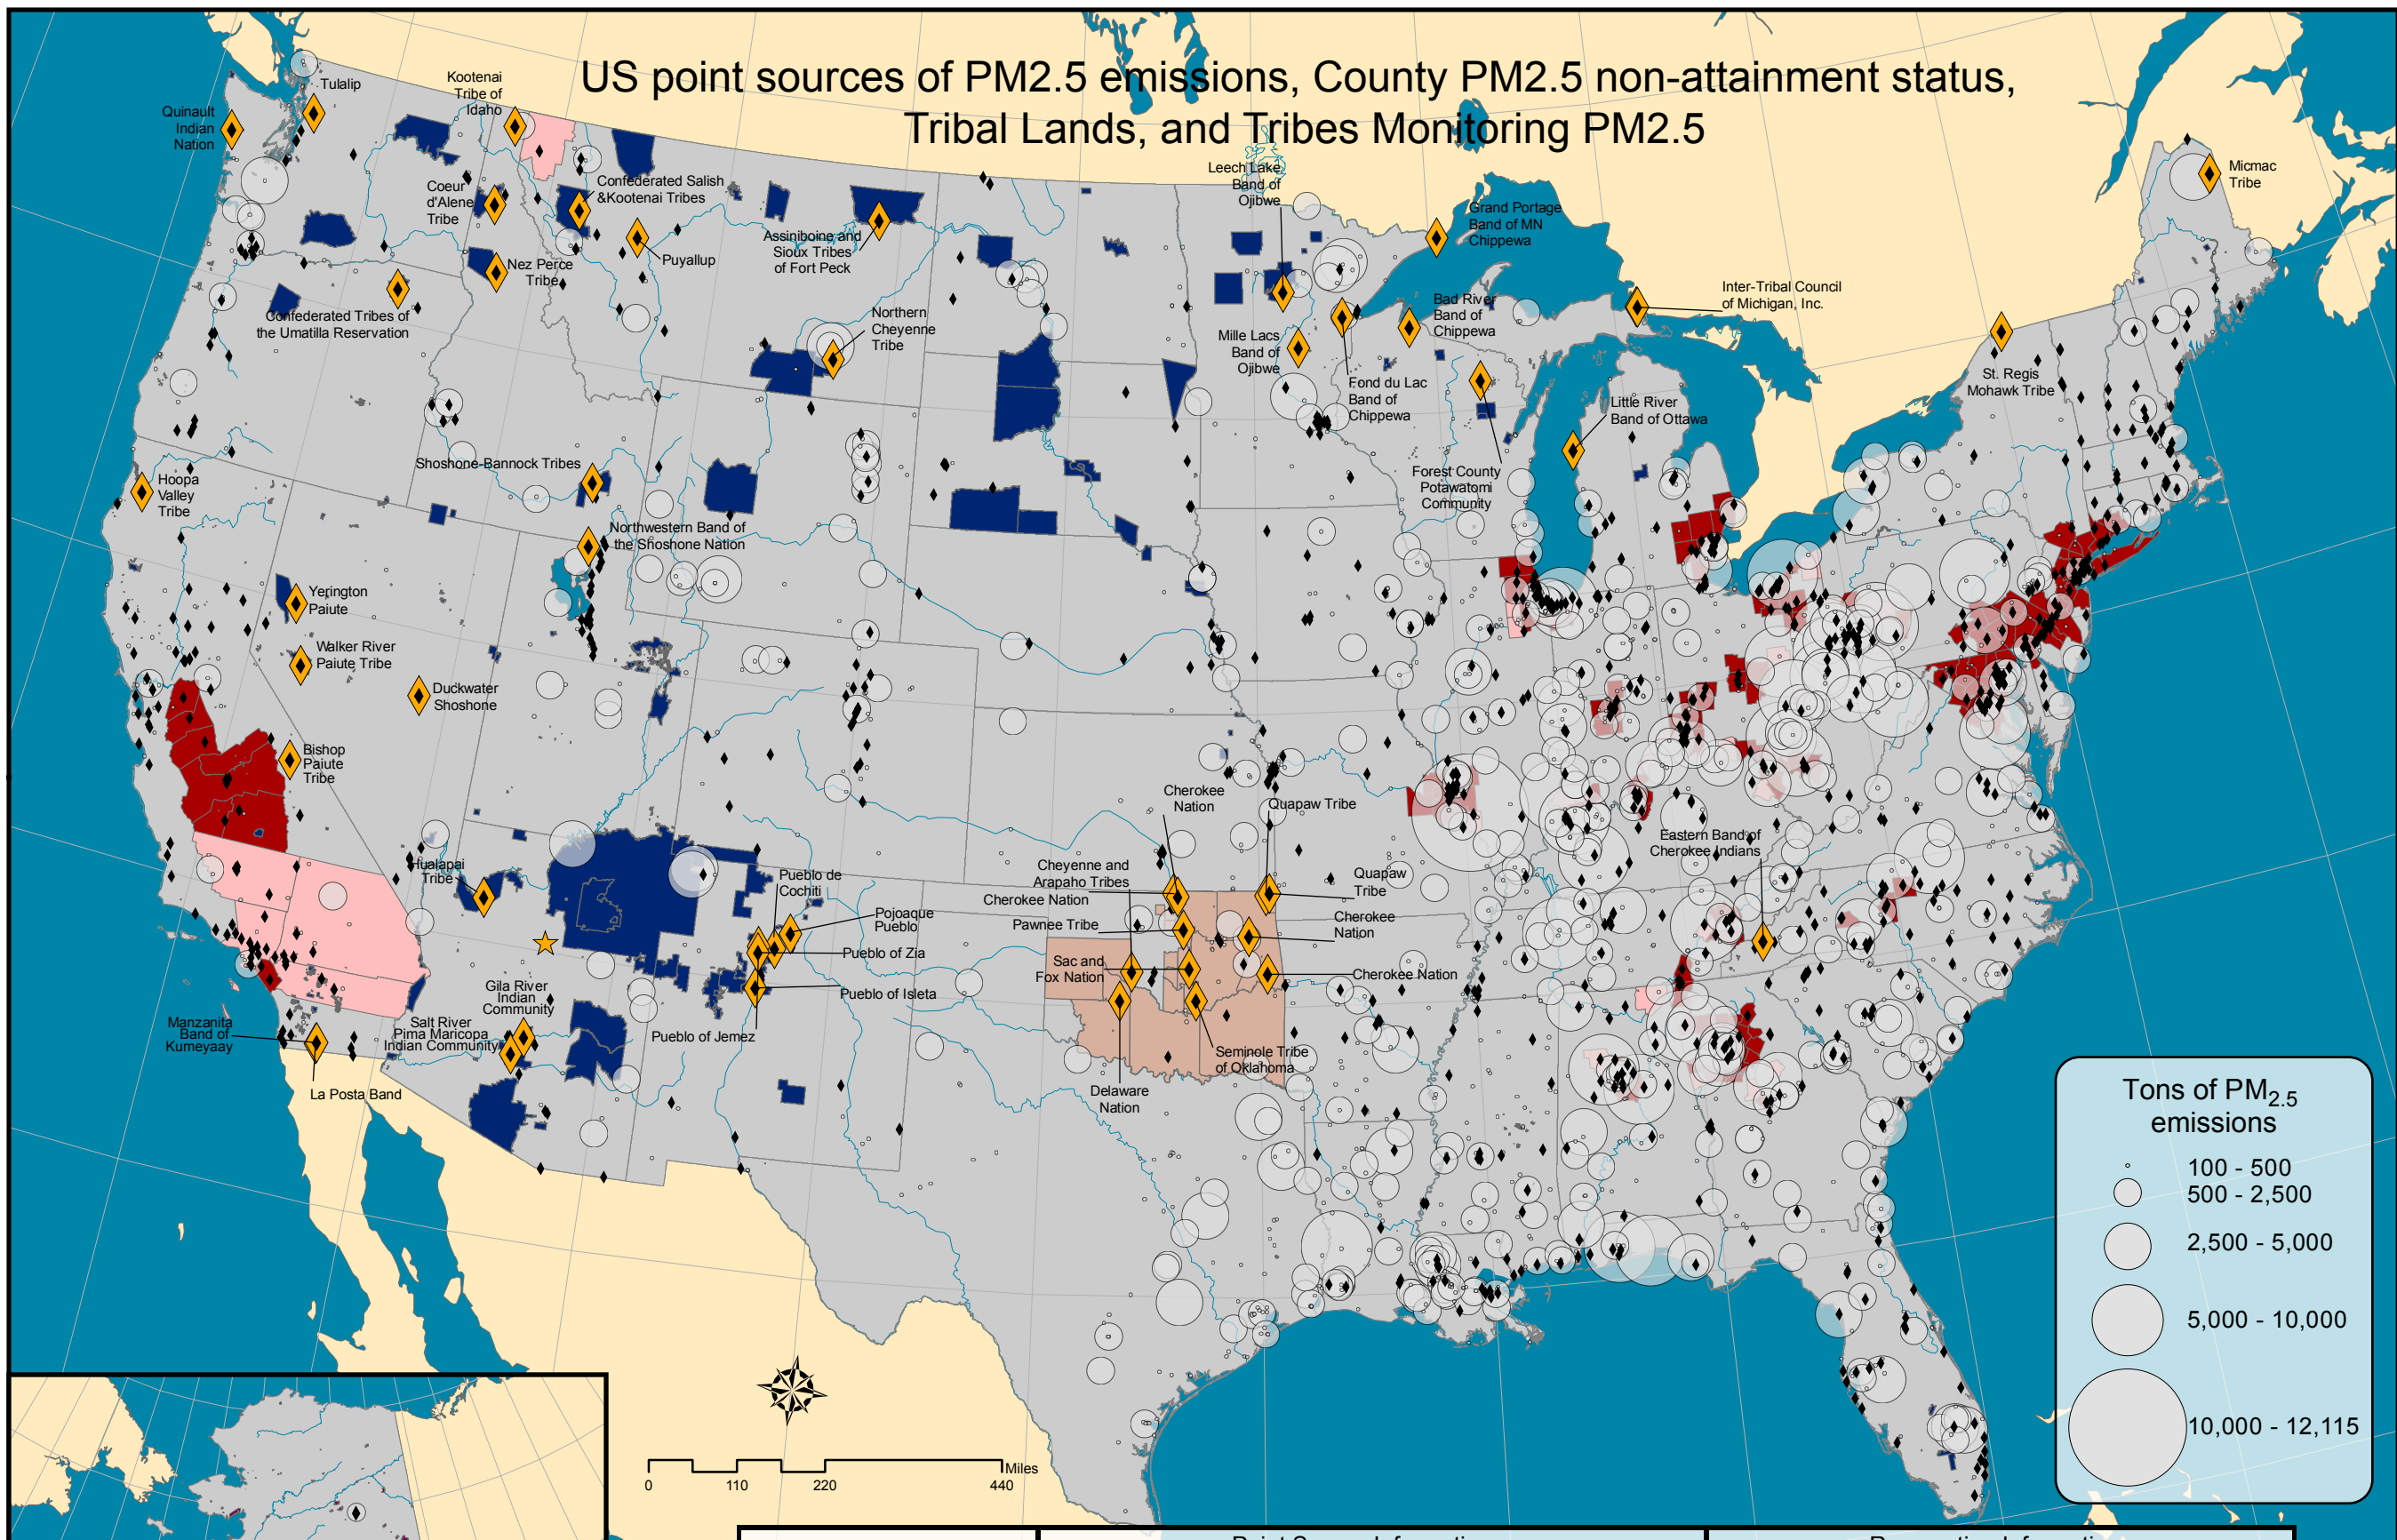 US point sources of PM2.5 emissions, County PM2.5 non-attainment status,
Tribal Lands, and Tribes Monitoring PM2.5
Tulalip
Quinault
Indian
Nation
Kootenai
Tribe of
Idaho
Coeur
d'Alene
Tribe
Confederated Salish
&Kootenai Tribes
Puyallup
Nez Perce
Tribe
Confederated Tribes of
the Umatilla Reservation
Assiniboine and
Sioux Tribes
of Fort Peck
Northern
Cheyenne
Tribe
Leech Lake
Band of
Ojibwe
Grand Portage
Band of MN
Chippewa
Bad River
Band of
Chippewa
Mille Lacs
Band of
Ojibwe
Fond du Lac
Band of
Chippewa
Inter-Tribal Council
of Michigan, Inc.
Little River
Band of Ottawa
Forest County
Potawatomi
Community
St. Regis
Mohawk Tribe
Micmac
Tribe
Hoopa
Valley
Tribe
Shoshone-Bannock Tribes
Northwestern Band of
the Shoshone Nation
Yerington
Paiute
Walker River
Paiute Tribe
Duckwater
Shoshone
Bishop
Paiute
Tribe
Hualapai
Tribe
Pueblo de
Cochiti
Pojoaque
Pueblo
Pueblo of Zia
Pueblo of Isleta
Pueblo of Jemez
Gila River
Indian
Community
Salt River
Pima Maricopa
Indian Community
Manzanita
Band of
Kumeyaay
La Posta Band
Cherokee
Nation
Quapaw Tribe
Cheyenne and
Arapaho Tribes
Cherokee Nation
Pawnee Tribe
Sac and
Fox Nation
Quapaw
Tribe
Cherokee
Nation
Cherokee Nation
Seminole Tribe
of Oklahoma
Delaware
Nation
Eastern Band of
Cherokee Indians
Tons of PM2.5
emissions
100 - 500
500 - 2,500
2,500 - 5,000
5,000 - 10,000
10,000 - 12,115
Miles
0 110 220 440